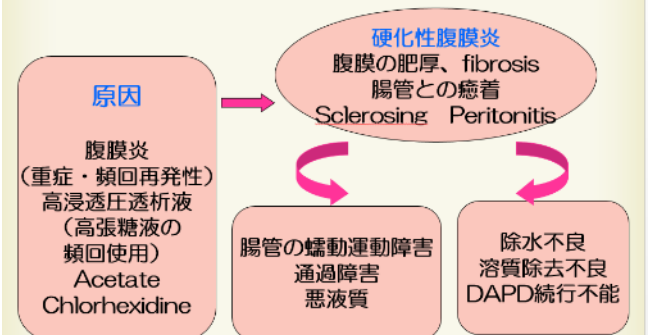 原因
腹膜炎
（重症・頻回再発性）
高浸透圧透析液
（高張糖液の
頻回使用）
Acetate
Chlorhexidine
硬化性腹膜炎
腹膜の肥厚、fibrosis
腸管との癒着
Sclerosing Peritonitis
腸管の蠕動運動障害
通過障害
悪液質
除水不良
溶質除去不良
DAPD続行不能